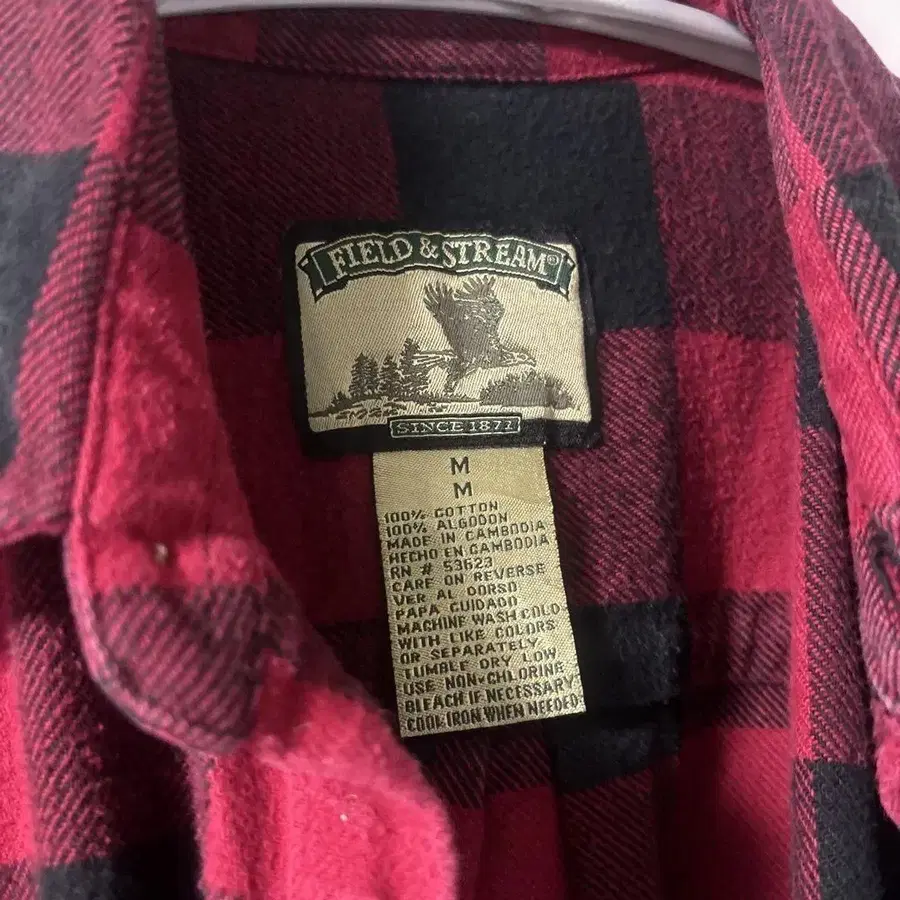 FIELD & STREAM®
SINCE 1871
M
M
100% COTTON
100% ALGODON
MADE IN CAMBODIA
HECHO EN CAMBODIA
RN # 53623
CARE ON REVERSE
VER AL DORSO
PAPA CUIDADO
MACHINE WASH COLD
WITH LIKE COLORS
OR SEPARATELY
TUMBLE DRY LOW
USE NON-CHLORINE
BLEACH IF NECESSARY
COOL IRON WHEN NEEDED